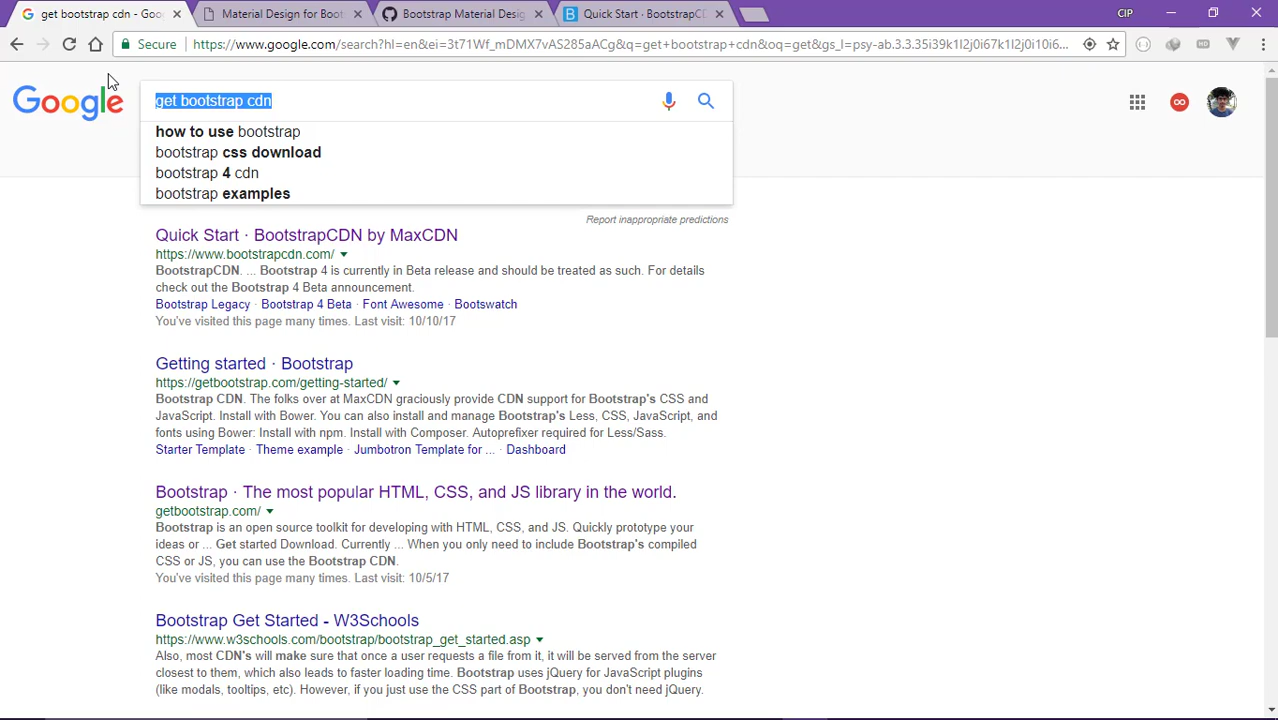 get bootstrap cdn - Goo
Material Design for Boo
Bootstrap Material Desig
Quick Start · BootstrapCD
CIP
Secure
https://www.google.com/search?hl=en&ei=3t71Wf_mDMX7vAS285aACg&q=get+bootstrap+cdn&oq=get&gs_l=psy-ab.3.3.35i39k1l2j0i67k1l2j0i10i6...
Google
get bootstrap cdn
how to use bootstrap
bootstrap css download
bootstrap 4 cdn
bootstrap examples
Report inappropriate predictions
Quick Start · BootstrapCDN by MaxCDN
https://www.bootstrapcdn.com/
BootstrapCDN. ... Bootstrap 4 is currently in Beta release and should be treated as such. For details
check out the Bootstrap 4 Beta announcement.
Bootstrap Legacy · Bootstrap 4 Beta · Font Awesome · Bootswatch
You've visited this page many times. Last visit: 10/10/17
Getting started · Bootstrap
https://getbootstrap.com/getting-started/
Bootstrap CDN. The folks over at MaxCDN graciously provide CDN support for Bootstrap's CSS and
JavaScript. Install with Bower. You can also install and manage Bootstrap's Less, CSS, JavaScript, and
fonts using Bower: Install with npm. Install with Composer. Autoprefixer required for Less/Sass.
Starter Template · Theme example · Jumbotron Template for ... · Dashboard
Bootstrap · The most popular HTML, CSS, and JS library in the world.
getbootstrap.com/
Bootstrap is an open source toolkit for developing with HTML, CSS, and JS. Quickly prototype your
ideas or ... Get started Download. Currently ... When you only need to include Bootstrap's compiled
CSS or JS, you can use the Bootstrap CDN.
You've visited this page many times. Last visit: 10/5/17
Bootstrap Get Started - W3Schools
https://www.w3schools.com/bootstrap/bootstrap_get_started.asp
Also, most CDN's will make sure that once a user requests a file from it, it will be served from the server
closest to them, which also leads to faster loading time. Bootstrap uses jQuery for JavaScript plugins
(like modals, tooltips, etc). However, if you just use the CSS part of Bootstrap, you don't need jQuery.